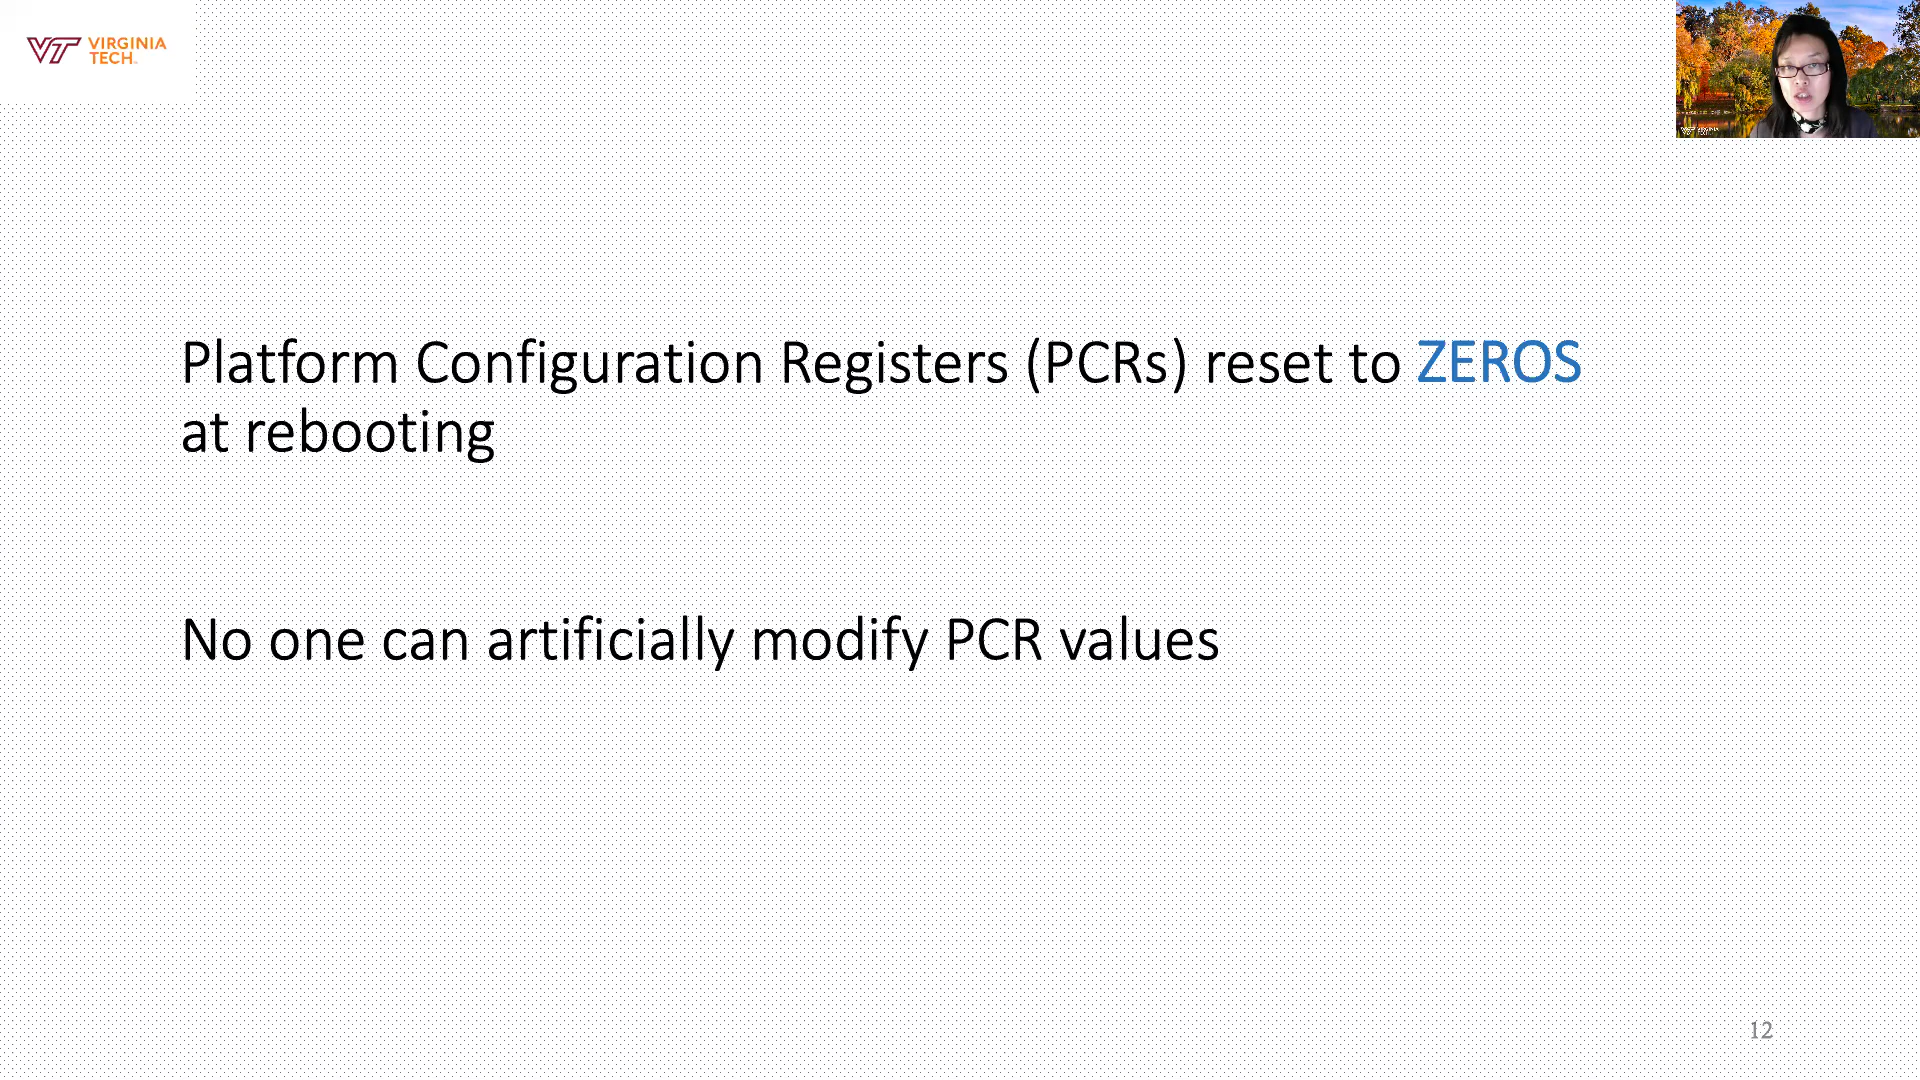 VT VIRGINIA
TECH
Platform Configuration Registers (PCRs) reset to ZEROS
at rebooting
No one can artificially modify PCR values
12